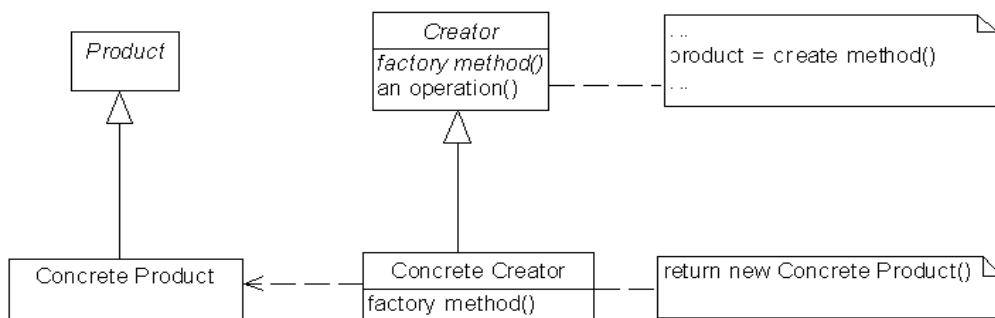 Product
Creator
factory method()
an operation()
...
product = create method()
...
Concrete Product
Concrete Creator
factory method()
return new Concrete Product()